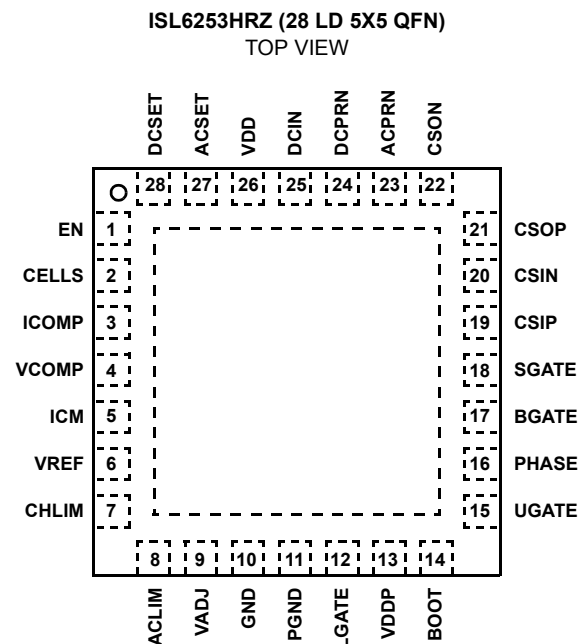 ISL6253HRZ (28 LD 5X5 QFN)
TOP VIEW
DCSET
ACSET
VDD
DCIN
DCPRN
ACPRN
CSON
28
27
26
25
24
23
22
EN 1
21 CSOP
CELLS 2
20 CSIN
ICOMP 3
19 CSIP
VCOMP 4
18 SGATE
ICM 5
17 BGATE
VREF 6
16 PHASE
CHLIM 7
15 UGATE
8
9
10
11
12
13
14
ACLIM
VADJ
GND
PGND
LGATE
VDDP
BOOT